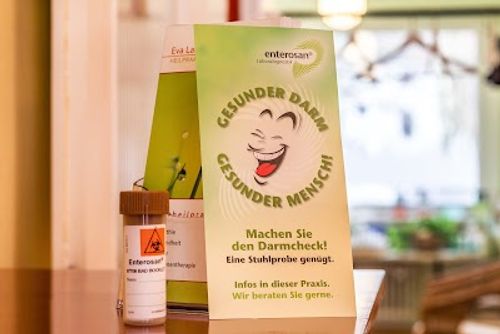 Eva La
HEILPRAK
enterosan®
Labordiagnostik
GESUNDER DARM
GESUNDER MENSCH!
Machen Sie
den Darmcheck!
Eine Stuhlprobe genügt.
Infos in dieser Praxis.
Wir beraten Sie gerne.
Enterosan®